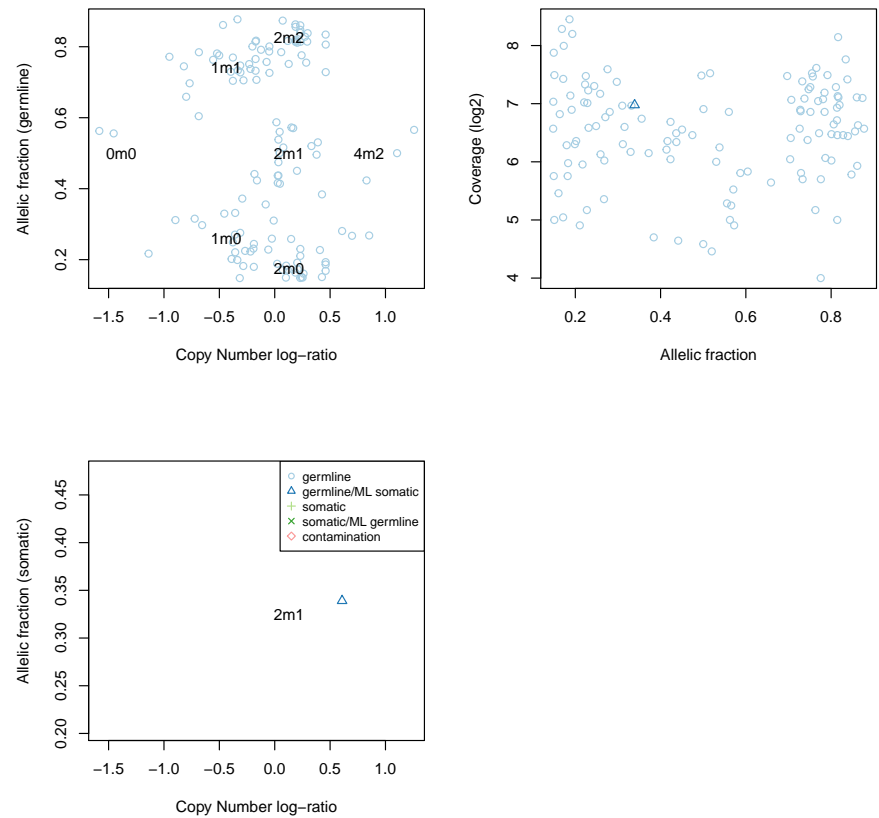 Allelic fraction (germline)
0.8
0.6
0.4
0.2
2m2
1m1
0m0
2m1
4m2
1m0
2m0
−1.5 −1.0 −0.5 0.0 0.5 1.0
Copy Number log−ratio
Coverage (log2)
8
7
6
5
4
0.2 0.4 0.6 0.8
Allelic fraction
Allelic fraction (somatic)
0.45
0.40
0.35
0.30
0.25
0.20
germline
germline/ML somatic
somatic
somatic/ML germline
contamination
2m1
−1.5 −1.0 −0.5 0.0 0.5 1.0
Copy Number log−ratio